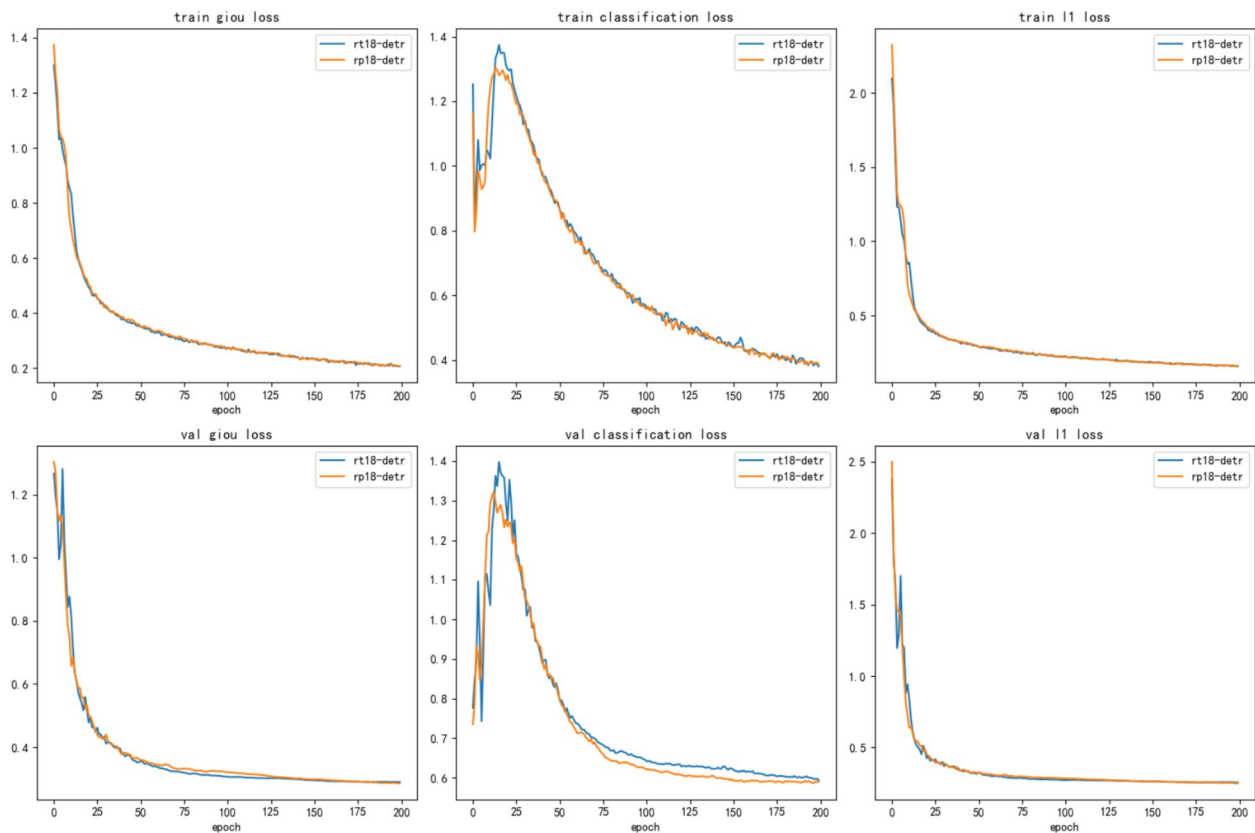 train giou loss
1.4
1.2
1.0
0.8
0.6
0.4
0.2
rt18-detr
rp18-detr
0 25 50 75 100 125 150 175 200
epoch
train classification loss
1.4
1.2
1.0
0.8
0.6
0.4
rt18-detr
rp18-detr
0 25 50 75 100 125 150 175 200
epoch
train l1 loss
2.0
1.5
1.0
0.5
rt18-detr
rp18-detr
0 25 50 75 100 125 150 175 200
epoch
val giou loss
1.2
1.0
0.8
0.6
0.4
rt18-detr
rp18-detr
0 25 50 75 100 125 150 175 200
epoch
val classification loss
1.4
1.3
1.2
1.1
1.0
0.9
0.8
0.7
0.6
rt18-detr
rp18-detr
0 25 50 75 100 125 150 175 200
epoch
val l1 loss
2.5
2.0
1.5
1.0
0.5
rt18-detr
rp18-detr
0 25 50 75 100 125 150 175 200
epoch